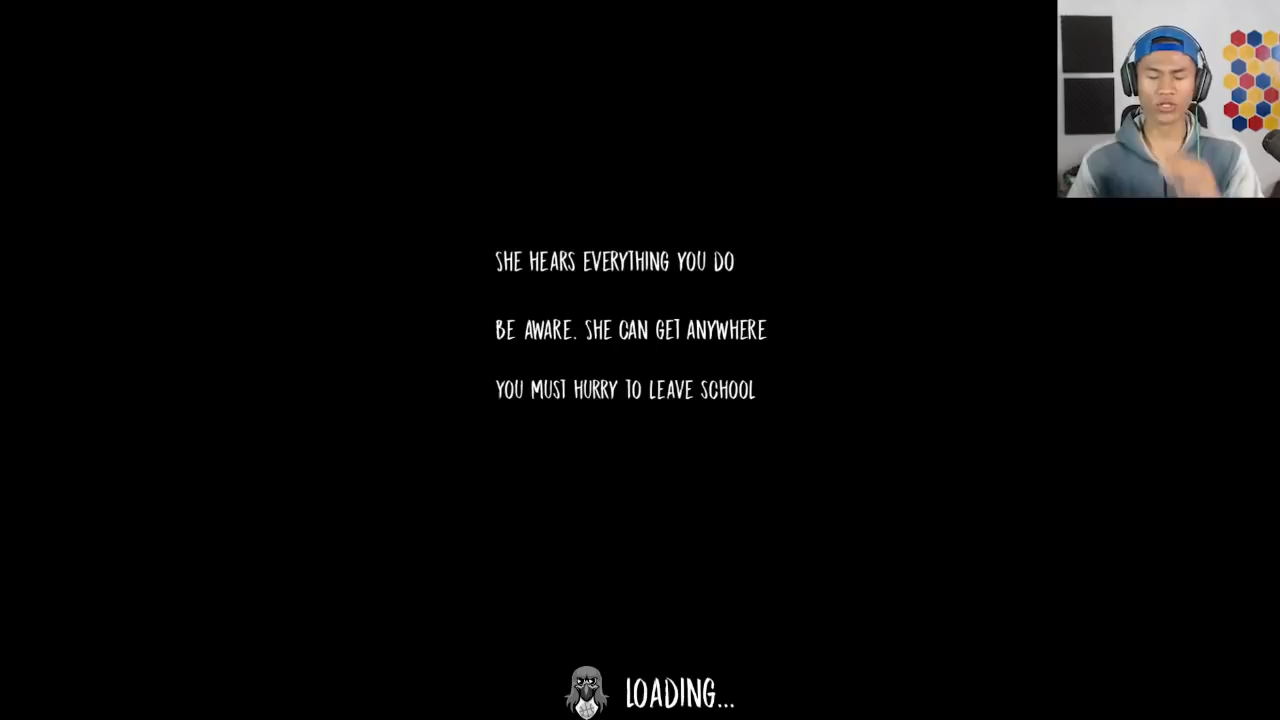 SHE HEARS EVERYTHING YOU DO
BE AWARE. SHE CAN GET ANYWHERE
YOU MUST HURRY TO LEAVE SCHOOL
LOADING...